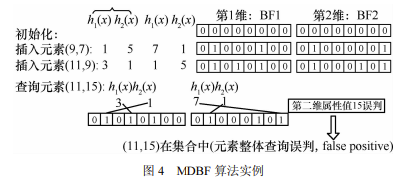 h₁(x) h₂(x) h₁(x) h₂(x) 第1维：BF1 第2维：BF2
初始化： 0 0 0 0 0 0 0 0 0 0 0 0 0 0 0 0
插入元素(9,7)： 1 5 7 1 0 1 0 0 0 1 0 0 0 1 0 0 0 0 0 1
插入元素(11,9)： 3 1 1 5 0 1 0 1 0 1 0 0 0 1 0 0 0 1 0 1
查询元素(11,15)： h₁(x)h₂(x) h₁(x)h₂(x)
3 1 7 1 第二维属性值15误判
0 1 0 1 0 1 0 0 0 1 0 0 0 1 0 1
(11,15)在集合中(元素整体查询误判, false positive)
图 4 MDBF 算法实例